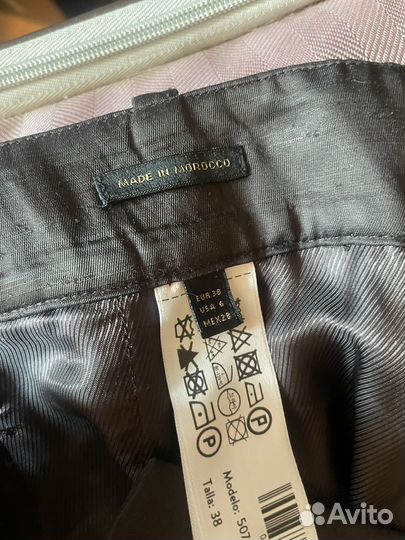 MADE IN MOROCCO
EUR 38
USA 6
MEX 28
P
P
Modelo: 507
Talla: 38
Avito